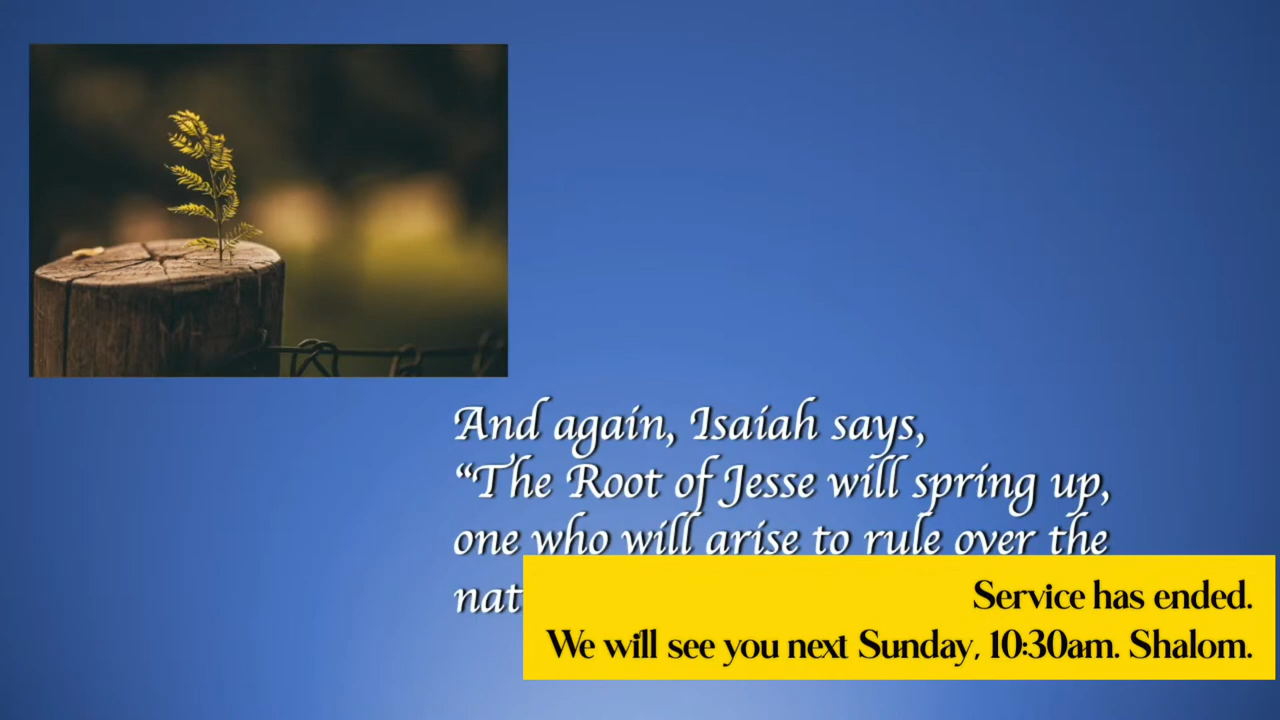 And again, Isaiah says,
“The Root of Jesse will spring up,
one who will arise to rule over the
Service has ended.
We will see you next Sunday, 10:30am. Shalom.